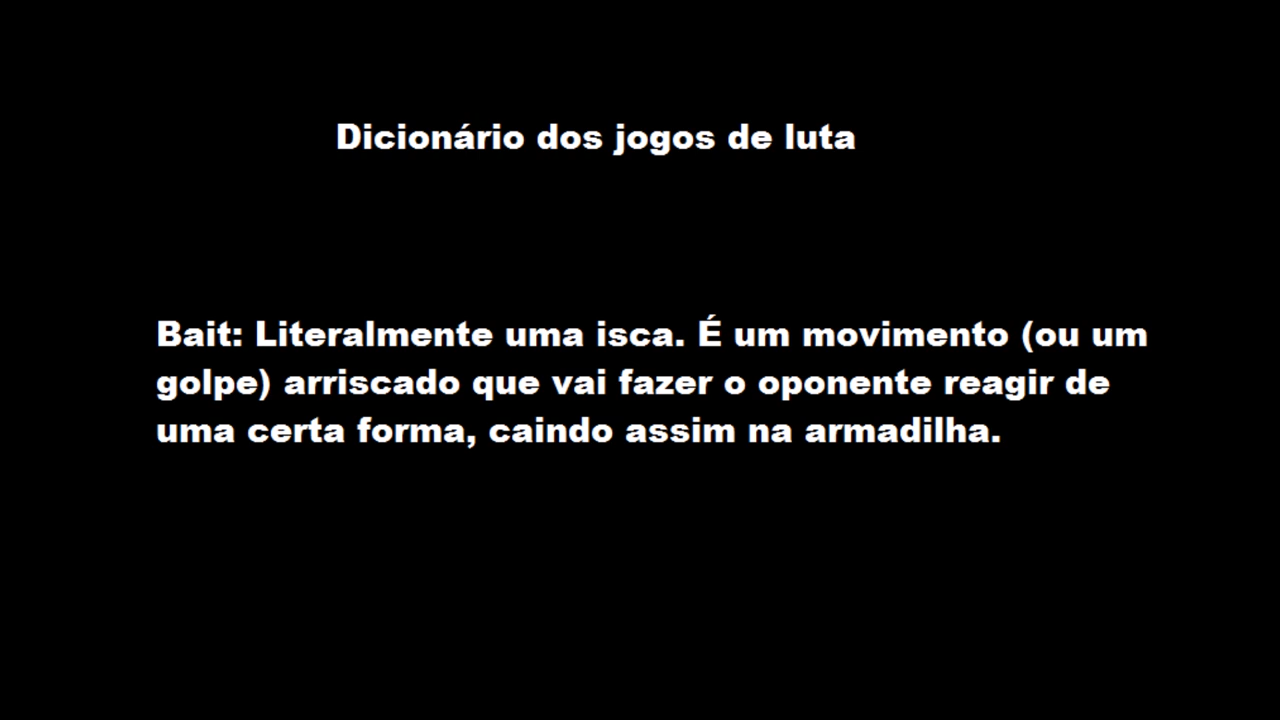 Dicionário dos jogos de luta
Bait: Literalmente uma isca. É um movimento (ou um
golpe) arriscado que vai fazer o oponente reagir de
uma certa forma, caindo assim na armadilha.